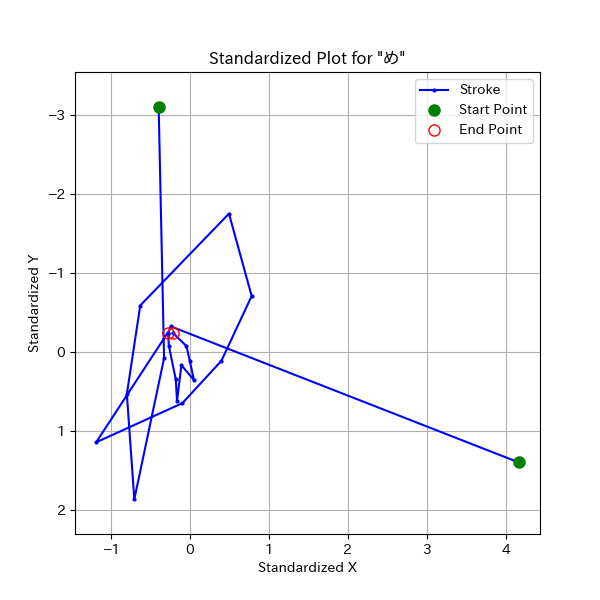 Standardized Plot for "め"
Stroke
Start Point
End Point
−3
−2
−1
0
1
2
Standardized Y
−1 0 1 2 3 4
Standardized X